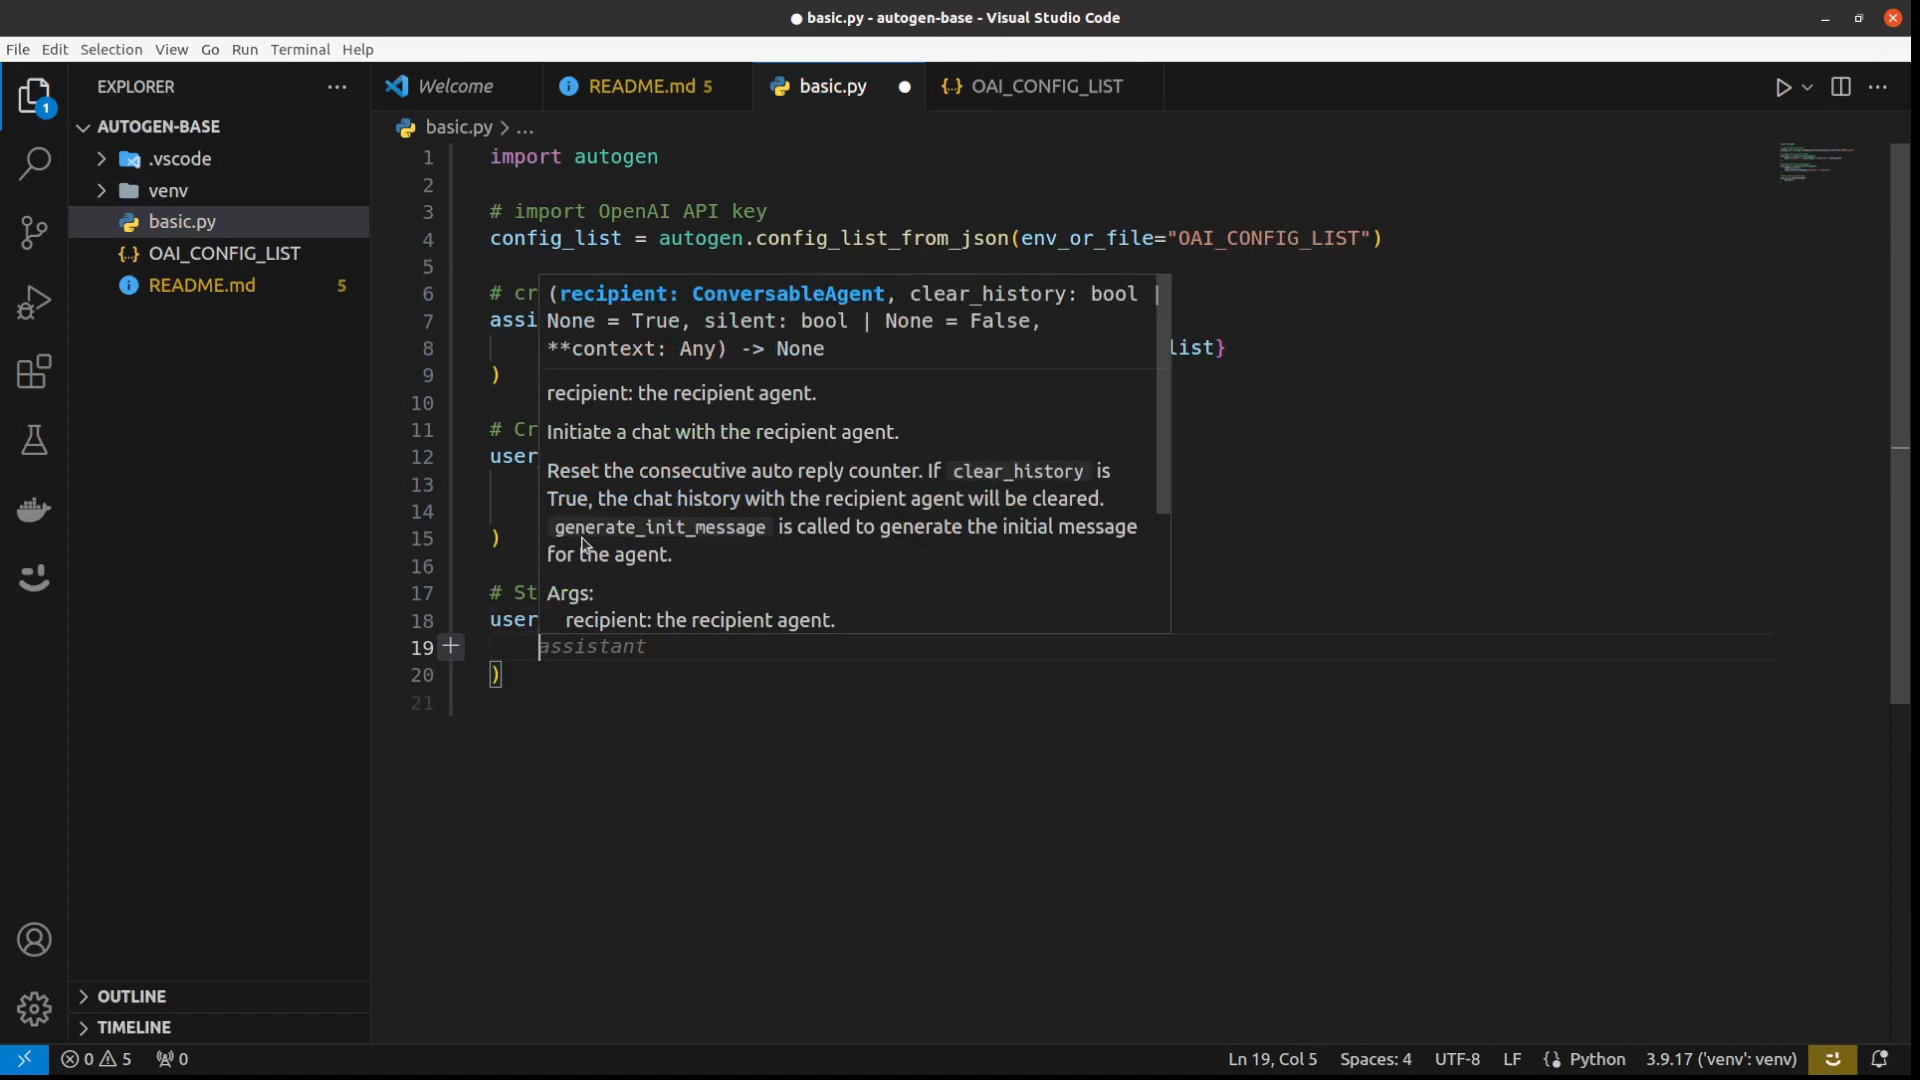 basic.py - autogen-base - Visual Studio Code
File Edit Selection View Go Run Terminal Help
EXPLORER
Welcome
README.md 5
basic.py
OAI_CONFIG_LIST
1
AUTOGEN-BASE
.vscode
venv
basic.py
OAI_CONFIG_LIST
README.md 5
basic.py > ...
1 import autogen
2
3 # import OpenAI API key
4 config_list = autogen.config_list_from_json(env_or_file="OAI_CONFIG_LIST")
5
6 # cr
7 assi
8 list}
9 )
10
11 # Cr
12 user
13
14
15 )
16
17 # St
18 user
19 assistant
20 )
21
(recipient: ConversableAgent, clear_history: bool |
None = True, silent: bool | None = False,
**context: Any) -> None
recipient: the recipient agent.
Initiate a chat with the recipient agent.
Reset the consecutive auto reply counter. If clear_history is
True, the chat history with the recipient agent will be cleared.
generate_init_message is called to generate the initial message
for the agent.
Args:
recipient: the recipient agent.
OUTLINE
TIMELINE
0 5 0
Ln 19, Col 5 Spaces: 4 UTF-8 LF Python 3.9.17 ('venv': venv)